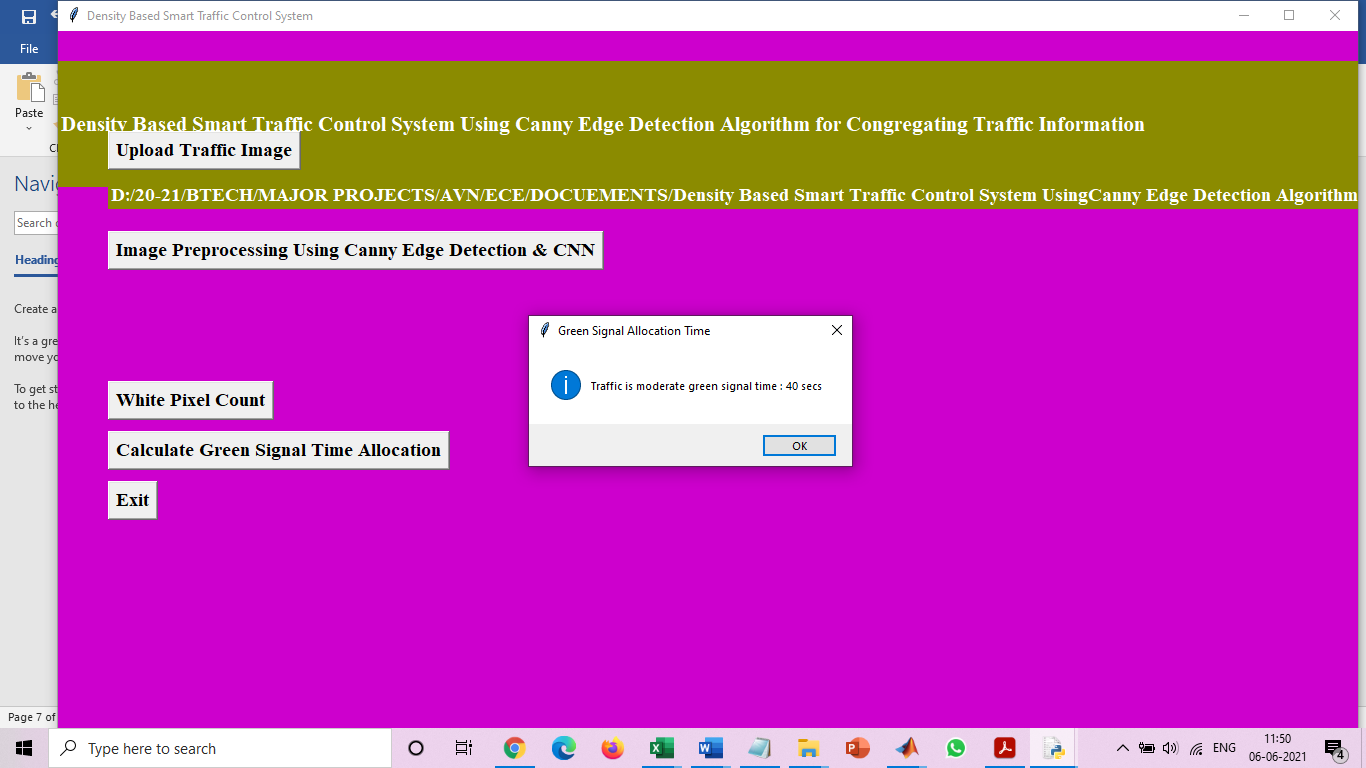 Density Based Smart Traffic Control System
File
Paste
Density Based Smart Traffic Control System Using Canny Edge Detection Algorithm for Congregating Traffic Information
Upload Traffic Image
D:/20-21/BTECH/MAJOR PROJECTS/AVN/ECE/DOCUEMENTS/Density Based Smart Traffic Control System UsingCanny Edge Detection Algorithm
Search
Image Preprocessing Using Canny Edge Detection & CNN
Heading
Create a
It's a gre
move yo
To get st
to the he
Green Signal Allocation Time
Traffic is moderate green signal time : 40 secs
OK
White Pixel Count
Calculate Green Signal Time Allocation
Exit
Page 7 of
Type here to search
ENG
11:50
06-06-2021
4